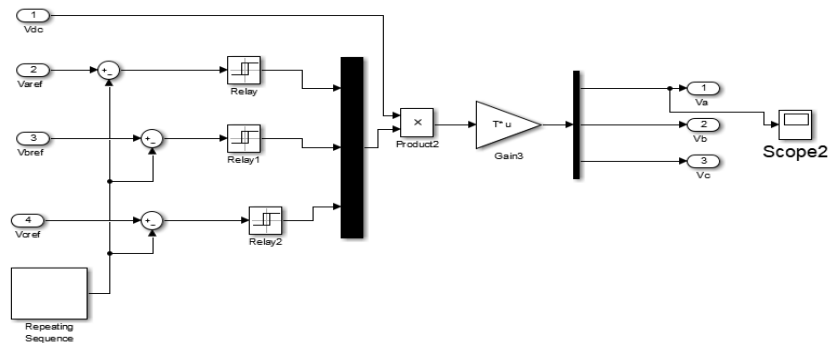 1
Vdc
2
Varef
+
−
Relay
3
Vbref
+
−
Relay1
4
Vcref
+
−
Relay2
Repeating
Sequence
×
Product2
T* u
Gain3
1
Va
2
Vb
3
Vc
Scope2